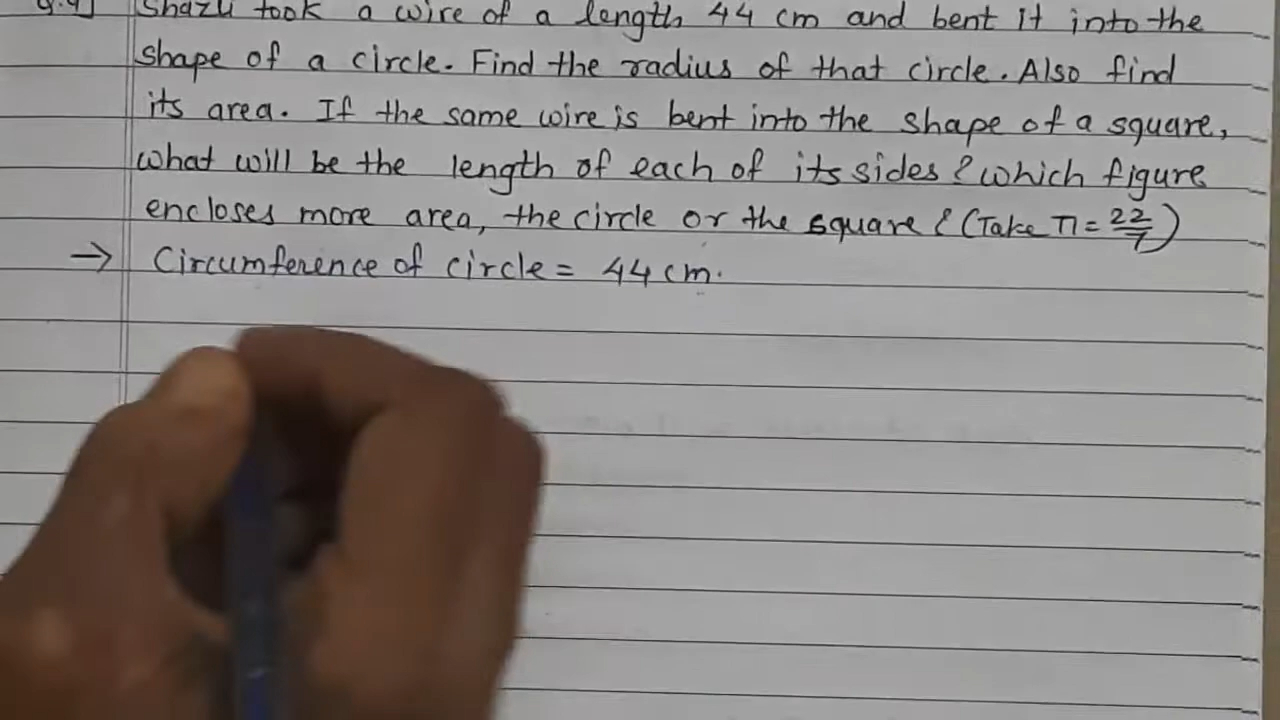 Q.9] Shazli took a wire of a length 44 cm and bent it into the
shape of a circle. Find the radius of that circle. Also find
its area. If the same wire is bent into the shape of a square,
what will be the length of each of its sides? which figure
encloses more area, the circle or the square? (Take π = 22/7)
→ Circumference of circle = 44 cm.